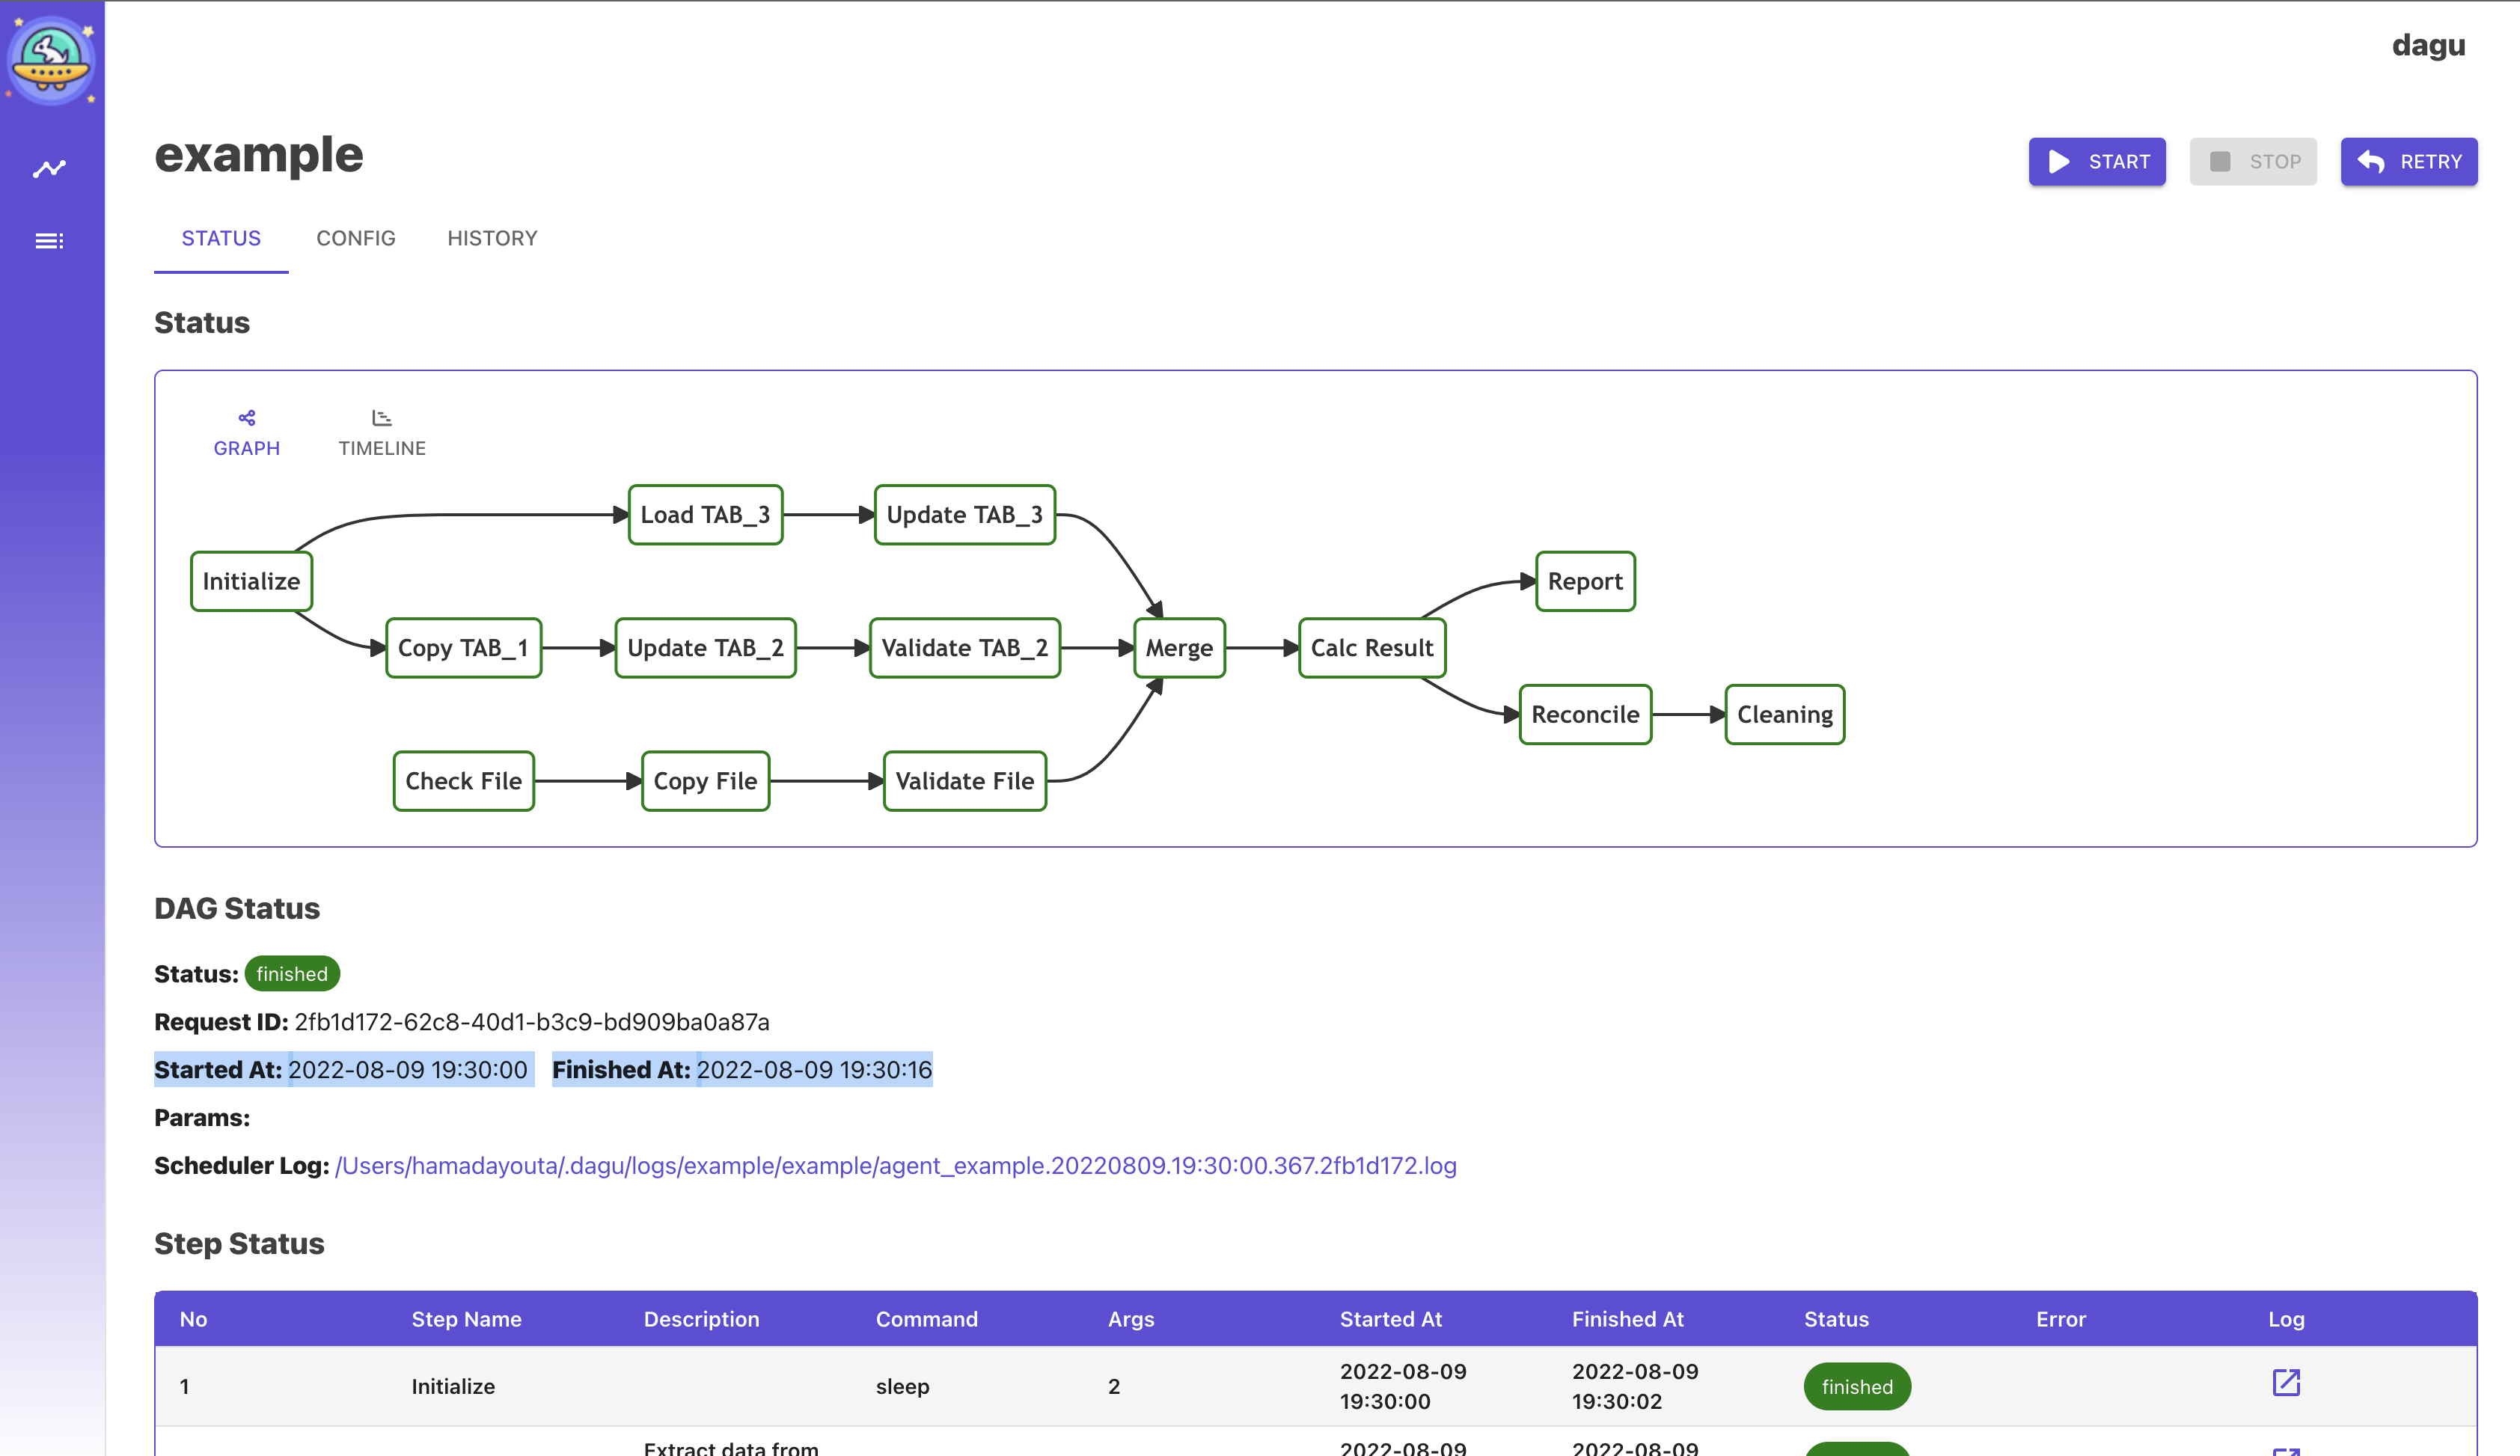 dagu
example
START
STOP
RETRY
STATUS
CONFIG
HISTORY
Status
GRAPH
TIMELINE
Load TAB_3
Update TAB_3
Initialize
Report
Copy TAB_1
Update TAB_2
Validate TAB_2
Merge
Calc Result
Reconcile
Cleaning
Check File
Copy File
Validate File
DAG Status
Status: finished
Request ID: 2fb1d172-62c8-40d1-b3c9-bd909ba0a87a
Started At: 2022-08-09 19:30:00 Finished At: 2022-08-09 19:30:16
Params:
Scheduler Log: /Users/hamadayouta/.dagu/logs/example/example/agent_example.20220809.19:30:00.367.2fb1d172.log
Step Status
No Step Name Description Command Args Started At Finished At Status Error Log
1 Initialize sleep 2 2022-08-09 19:30:00 2022-08-09 19:30:02 finished
Extract data from 2022-08-09 2022-08-09